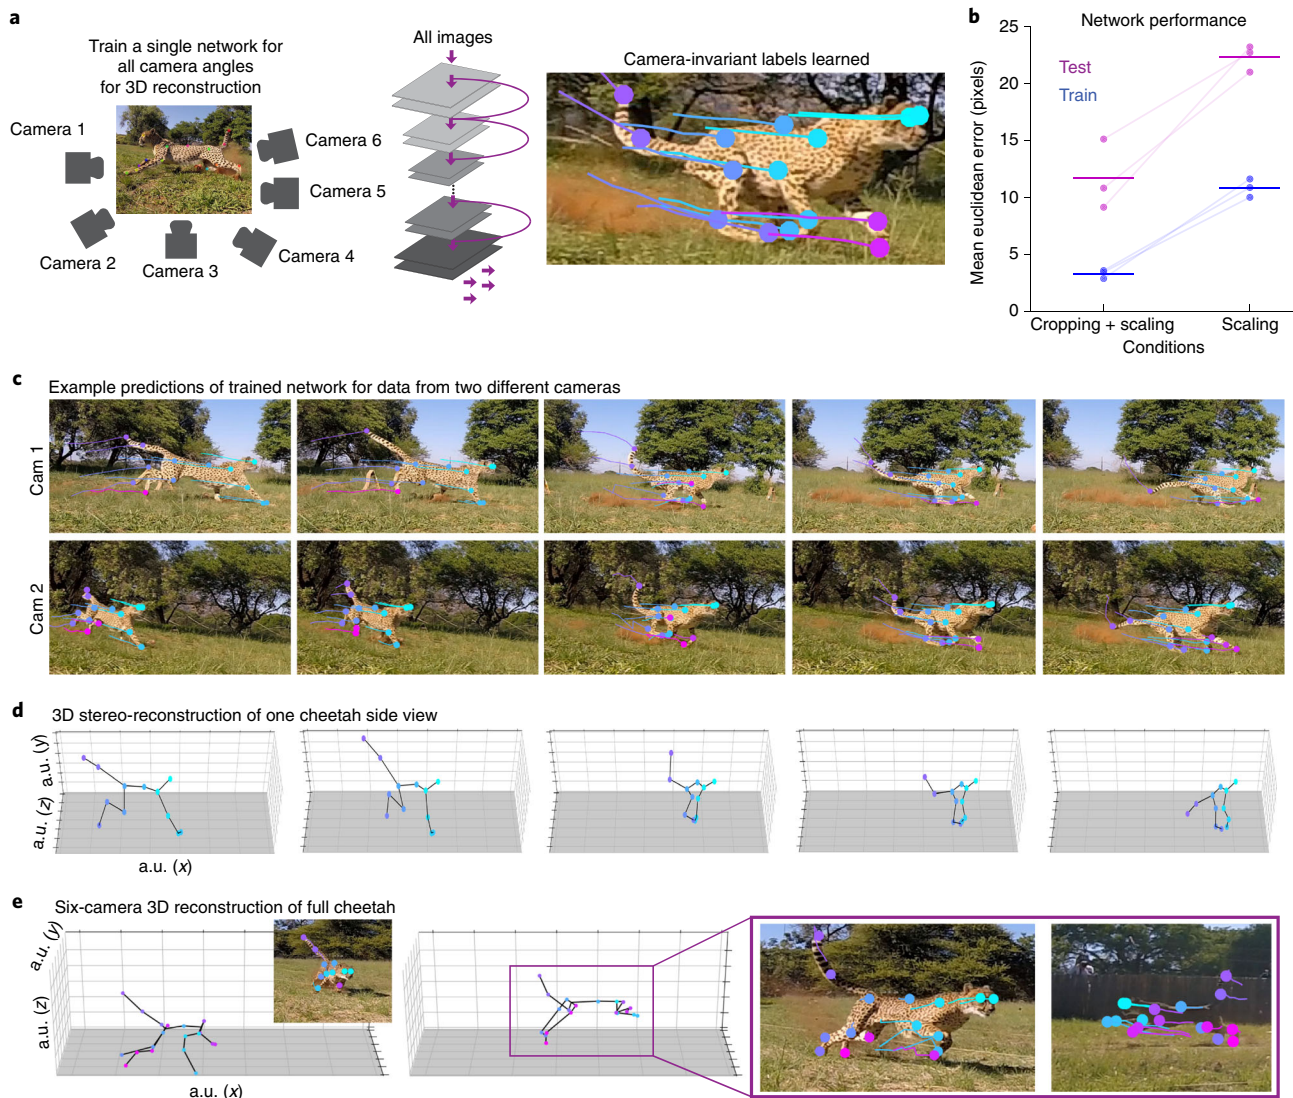 a
Train a single network for
all camera angles
for 3D reconstruction
Camera 1
Camera 2
Camera 3
Camera 4
Camera 5
Camera 6
All images
Camera-invariant labels learned
b
Network performance
Test
Train
Mean euclidean error (pixels)
25
20
15
10
5
0
Cropping + scaling
Scaling
Conditions
c
Example predictions of trained network for data from two different cameras
Cam 1
Cam 2
d
3D stereo-reconstruction of one cheetah side view
a.u. (y)
a.u. (z)
a.u. (x)
e
Six-camera 3D reconstruction of full cheetah
a.u. (y)
a.u. (z)
a.u. (x)